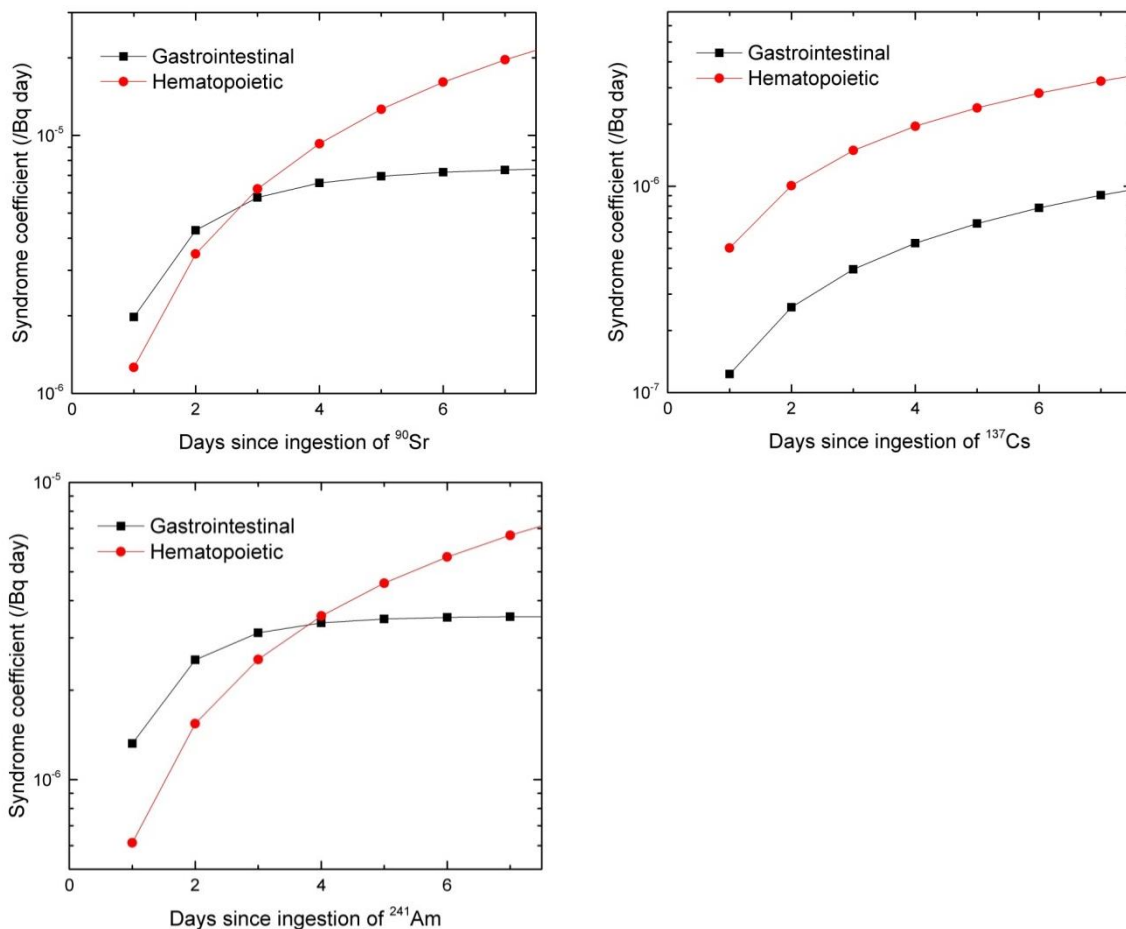 Gastrointestinal
Hematopoietic
Syndrome coefficient (/Bq day)
10⁻⁵
10⁻⁶
0 2 4 6
Days since ingestion of ⁹⁰Sr
Gastrointestinal
Hematopoietic
Syndrome coefficient (/Bq day)
10⁻⁶
10⁻⁷
0 2 4 6
Days since ingestion of ¹³⁷Cs
Gastrointestinal
Hematopoietic
Syndrome coefficient (/Bq day)
10⁻⁵
10⁻⁶
0 2 4 6
Days since ingestion of ²⁴¹Am